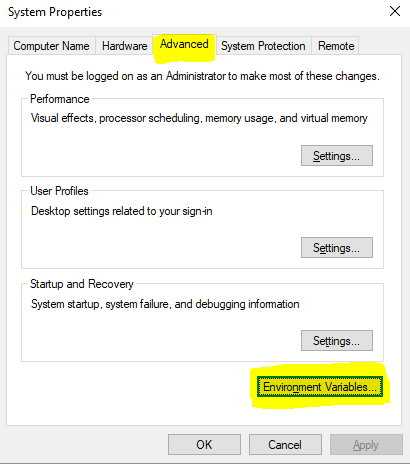 System Properties
Computer Name Hardware Advanced System Protection Remote
You must be logged on as an Administrator to make most of these changes.
Performance
Visual effects, processor scheduling, memory usage, and virtual memory
Settings...
User Profiles
Desktop settings related to your sign-in
Settings...
Startup and Recovery
System startup, system failure, and debugging information
Settings...
Environment Variables...
OK Cancel Apply